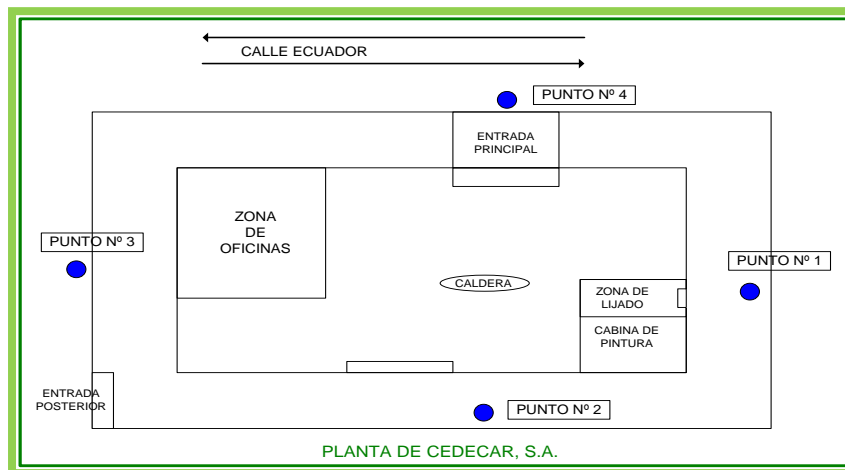 CALLE ECUADOR
PUNTO Nº 4
ENTRADA
PRINCIPAL
ZONA
DE
OFICINAS
PUNTO Nº 3
PUNTO Nº 1
CALDERA
ZONA DE
LIJADO
CABINA DE
PINTURA
ENTRADA
POSTERIOR
PUNTO Nº 2
PLANTA DE CEDECAR, S.A.